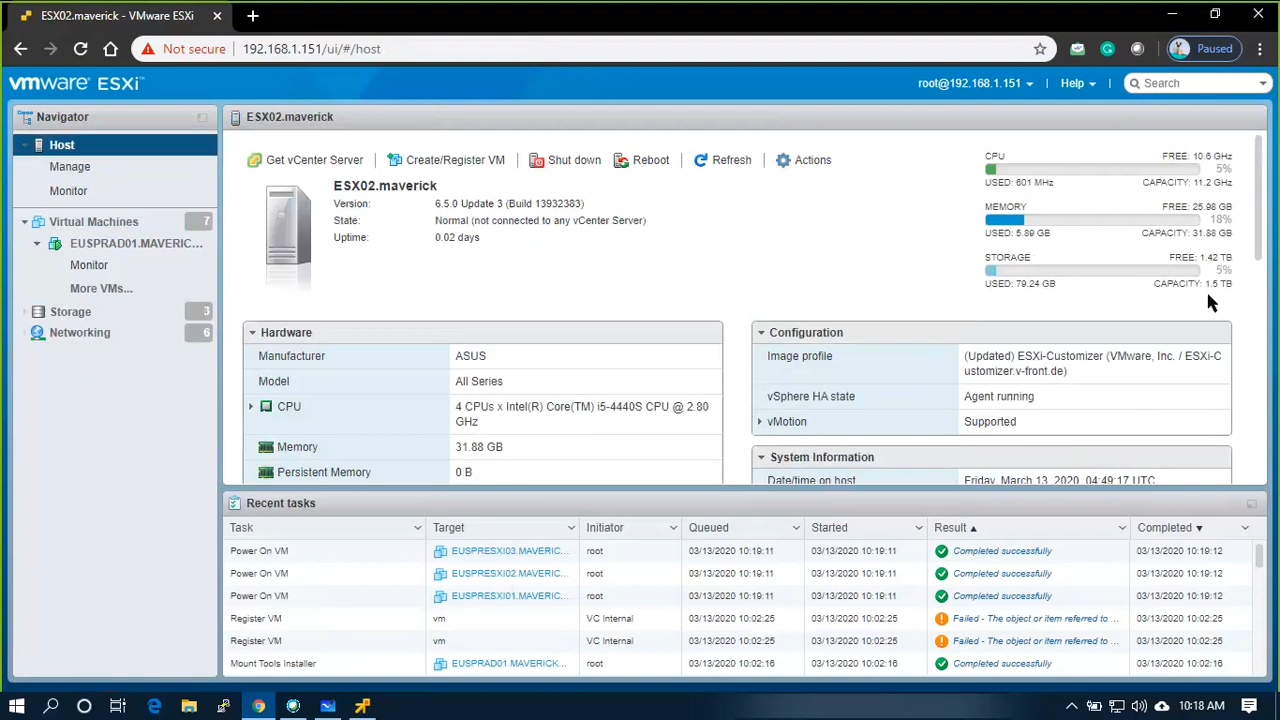 ESX02.maverick - VMware ESXi
Not secure | 192.168.1.151/ui/#/host
Paused
vmware ESXi™
root@192.168.1.151
Help
Search
Navigator
Host
Manage
Monitor
Virtual Machines 7
EUSPRAD01.MAVERIC...
Monitor
More VMs...
Storage 3
Networking 6
ESX02.maverick
Get vCenter Server | Create/Register VM | Shut down Reboot | Refresh | Actions
ESX02.maverick
Version: 6.5.0 Update 3 (Build 13932383)
State: Normal (not connected to any vCenter Server)
Uptime: 0.02 days
CPU FREE: 10.6 GHz
5%
USED: 601 MHz CAPACITY: 11.2 GHz
MEMORY FREE: 25.98 GB
18%
USED: 5.89 GB CAPACITY: 31.88 GB
STORAGE FREE: 1.42 TB
5%
USED: 79.24 GB CAPACITY: 1.5 TB
Hardware
Manufacturer ASUS
Model All Series
CPU 4 CPUs x Intel(R) Core(TM) i5-4440S CPU @ 2.80
GHz
Memory 31.88 GB
Persistent Memory 0 B
Configuration
Image profile (Updated) ESXi-Customizer (VMware, Inc. / ESXi-C
ustomizer.v-front.de)
vSphere HA state Agent running
vMotion Supported
System Information
Date/time on host Friday, March 13, 2020, 04:49:17 UTC
Recent tasks
Task Target Initiator Queued Started Result Completed
Power On VM EUSPRESXI03.MAVERIC... root 03/13/2020 10:19:11 03/13/2020 10:19:11 Completed successfully 03/13/2020 10:19:12
Power On VM EUSPRESXI02.MAVERIC... root 03/13/2020 10:19:11 03/13/2020 10:19:11 Completed successfully 03/13/2020 10:19:12
Power On VM EUSPRESXI01.MAVERIC... root 03/13/2020 10:19:11 03/13/2020 10:19:11 Completed successfully 03/13/2020 10:19:12
Register VM vm VC Internal 03/13/2020 10:02:25 03/13/2020 10:02:25 Failed - The object or item referred to ... 03/13/2020 10:02:25
Register VM vm VC Internal 03/13/2020 10:02:25 03/13/2020 10:02:25 Failed - The object or item referred to ... 03/13/2020 10:02:25
Mount Tools Installer EUSPRAD01.MAVERICK... root 03/13/2020 10:02:16 03/13/2020 10:02:16 Completed successfully 03/13/2020 10:02:16
10:18 AM